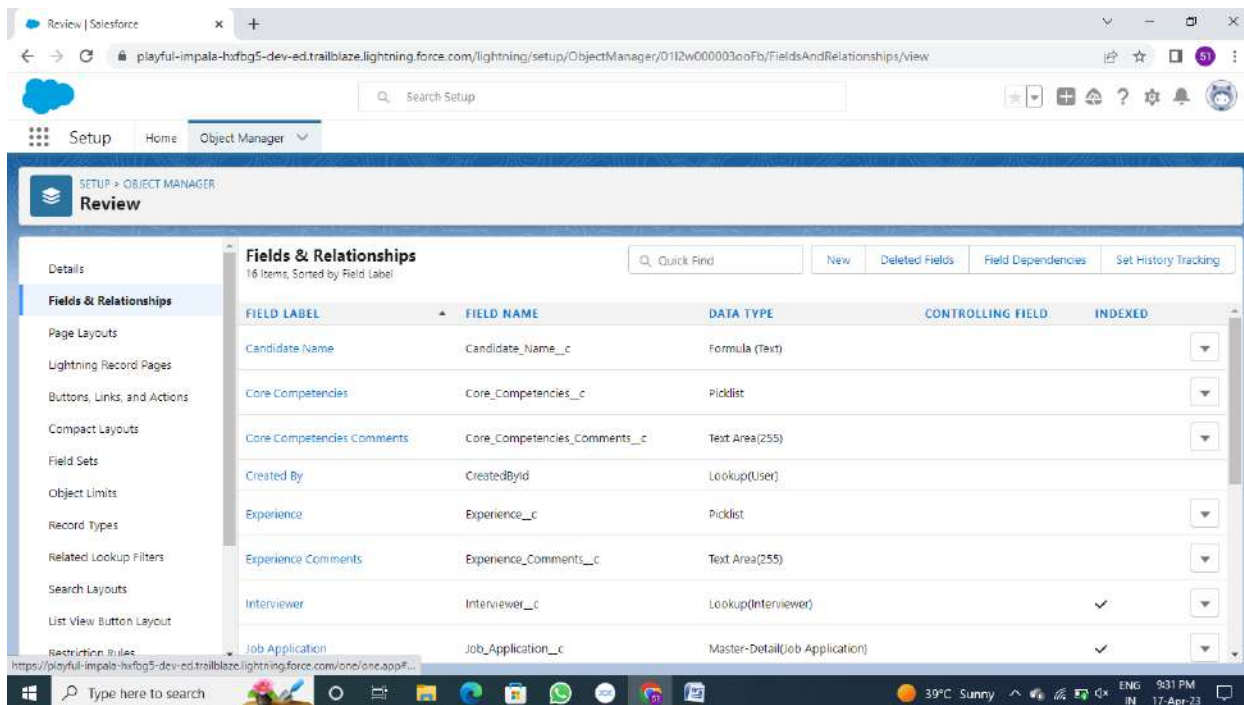 Review | Salesforce
playful-impala-hxfbg5-dev-ed.trailblaze.lightning.force.com/lightning/setup/ObjectManager/01I2w000003ooFb/FieldsAndRelationships/view
51
Search Setup
Setup Home Object Manager
SETUP > OBJECT MANAGER
Review
Details
Fields & Relationships
Page Layouts
Lightning Record Pages
Buttons, Links, and Actions
Compact Layouts
Field Sets
Object Limits
Record Types
Related Lookup Filters
Search Layouts
List View Button Layout
Restriction Rules
Fields & Relationships
16 Items, Sorted by Field Label
Quick Find New Deleted Fields Field Dependencies Set History Tracking
FIELD LABEL FIELD NAME DATA TYPE CONTROLLING FIELD INDEXED
Candidate Name Candidate_Name__c Formula (Text)
Core Competencies Core_Competencies__c Picklist
Core Competencies Comments Core_Competencies_Comments__c Text Area(255)
Created By CreatedById Lookup(User)
Experience Experience__c Picklist
Experience Comments Experience_Comments__c Text Area(255)
Interviewer Interviewer__c Lookup(Interviewer)
Job Application Job_Application__c Master-Detail(Job Application)
https://playful-impala-hxfbg5-dev-ed.trailblaze.lightning.force.com/one/one.app#...
Type here to search 39°C Sunny ENG 9:31 PM
IN 17-Apr-23